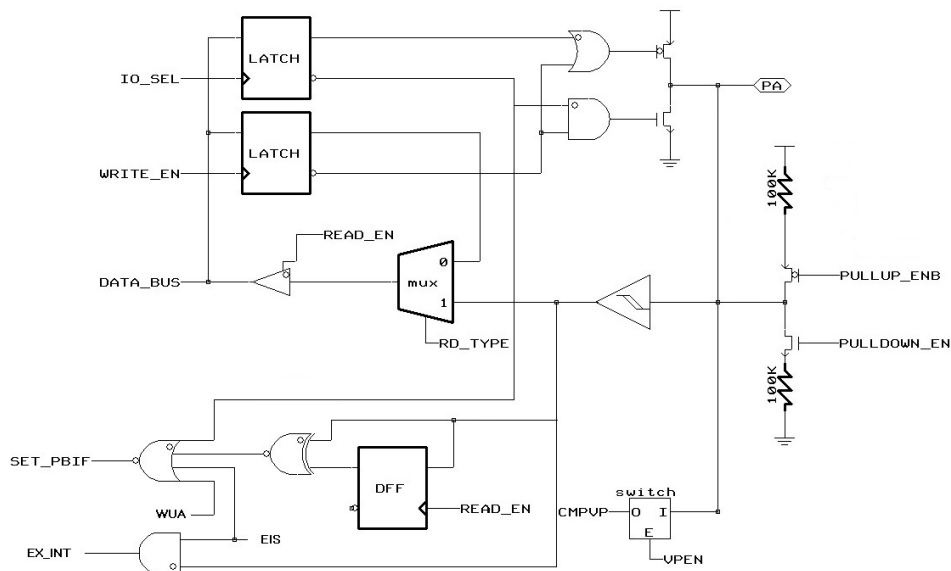 LATCH
IO_SEL
PA
LATCH
WRITE_EN
100K
READ_EN
0
DATA_BUS
mux
PULLUP_ENB
1
RD_TYPE
PULLDOWN_EN
100K
SET_PBIF
DFF
switch
WUA
READ_EN
CMPVP
O
I
E
EX_INT
EIS
VPEN